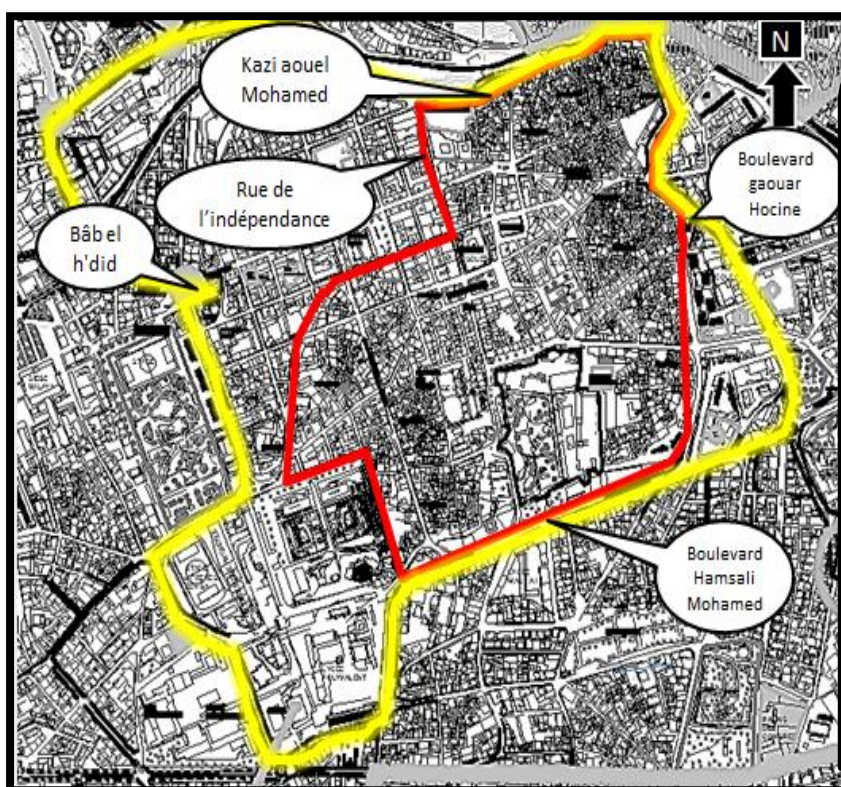 N
Kazi aouel
Mohamed
Boulevard
gaouar
Hocine
Rue de
l'indépendance
Bâb el
h'did
Boulevard
Hamsali
Mohamed